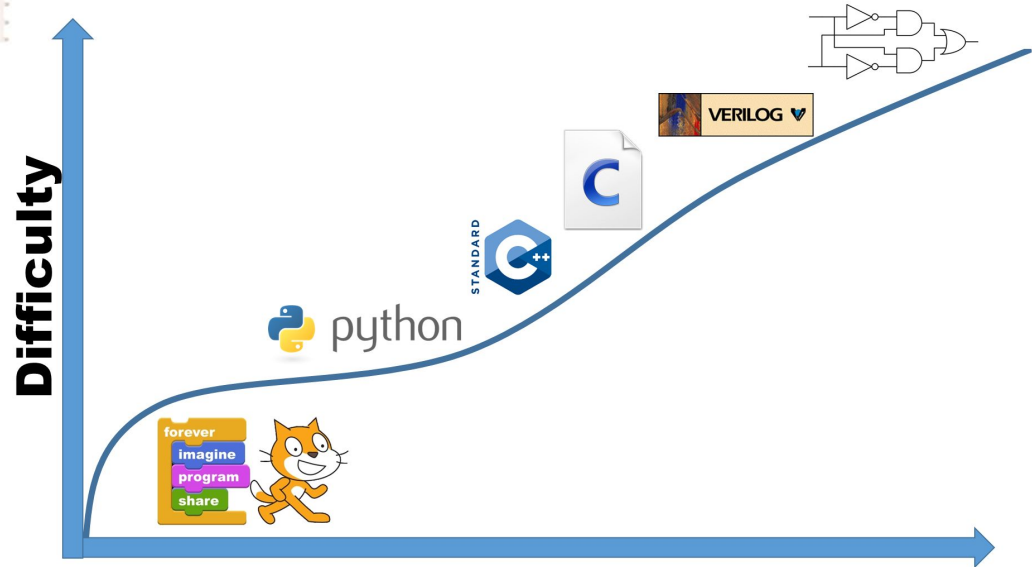 Difficulty
VERILOG
C
STANDARD
C++
python
forever
imagine
program
share